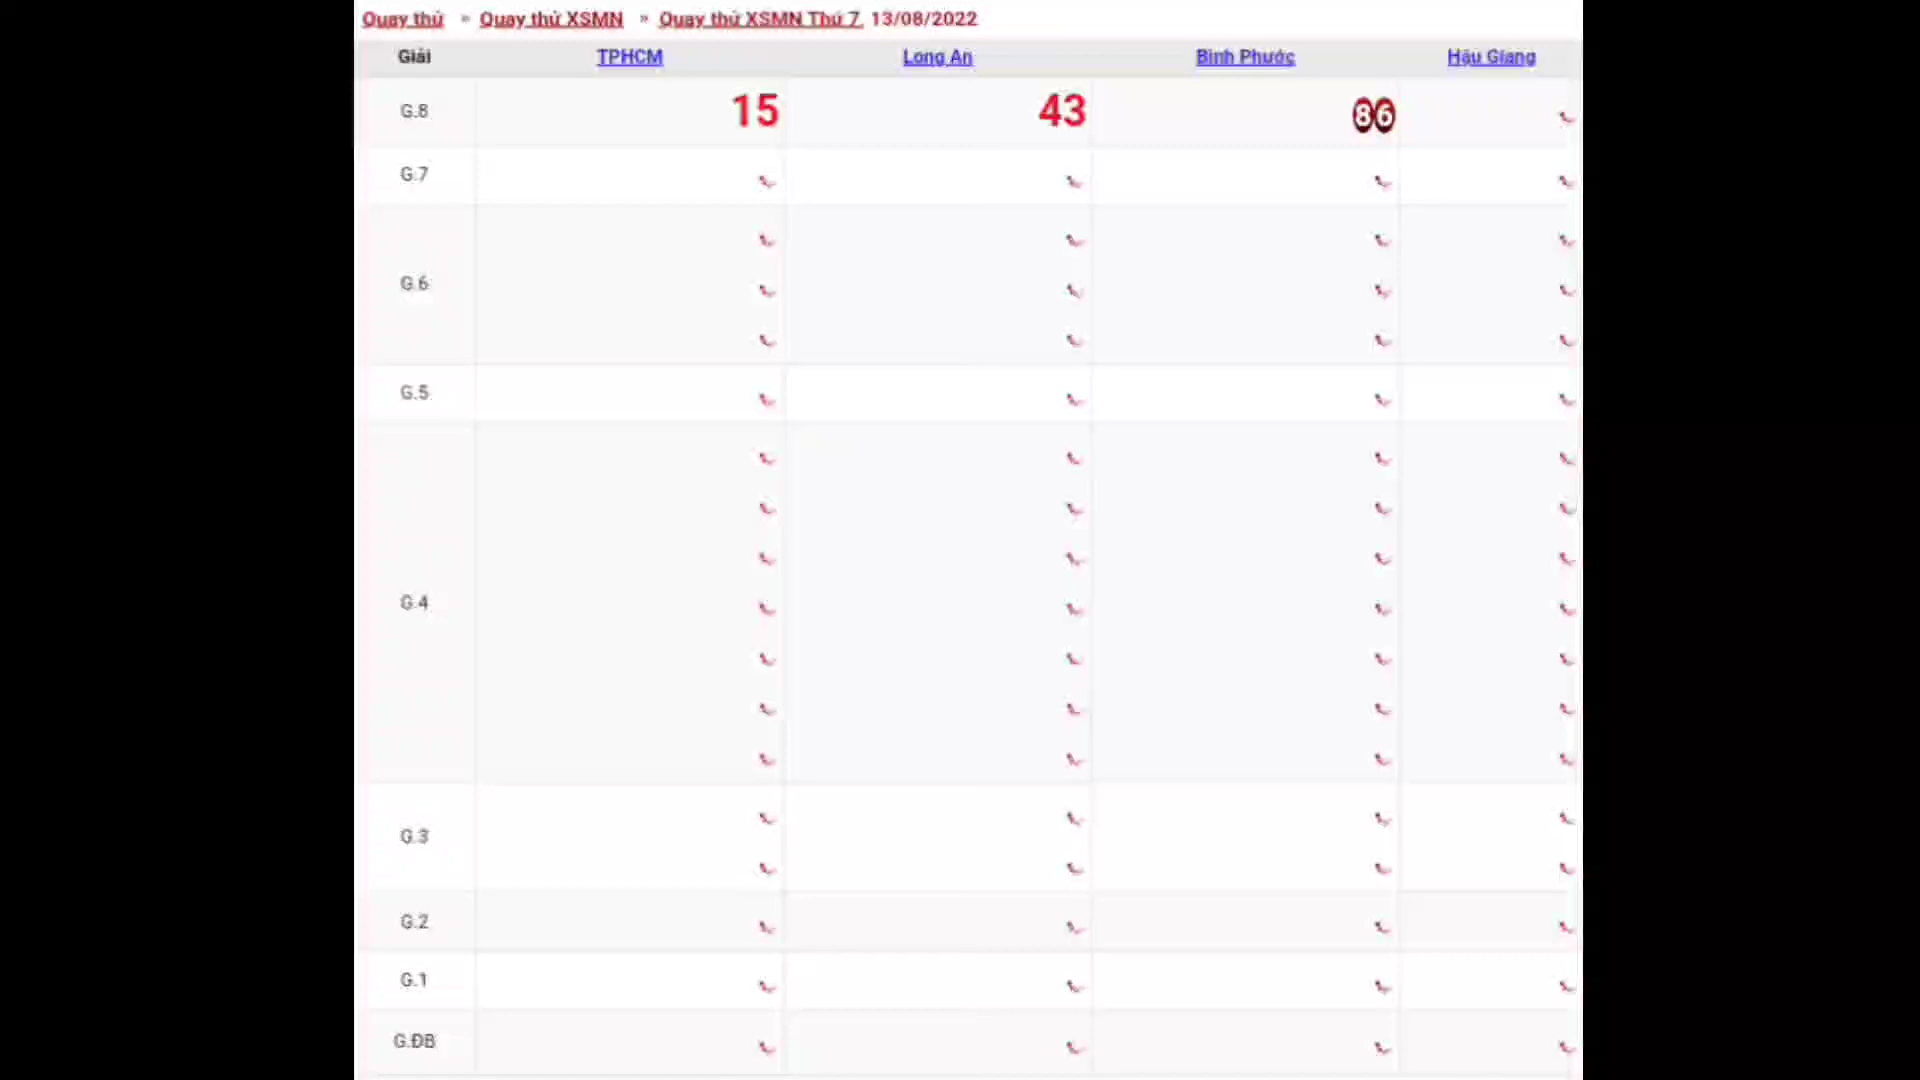 Quay thử » Quay thử XSMN » Quay thử XSMN Thứ 7 13/08/2022
Giải TPHCM Long An Bình Phước Hậu Giang
G.8 15 43 86
G.7
G.6
G.5
G.4
G.3
G.2
G.1
G.ĐB